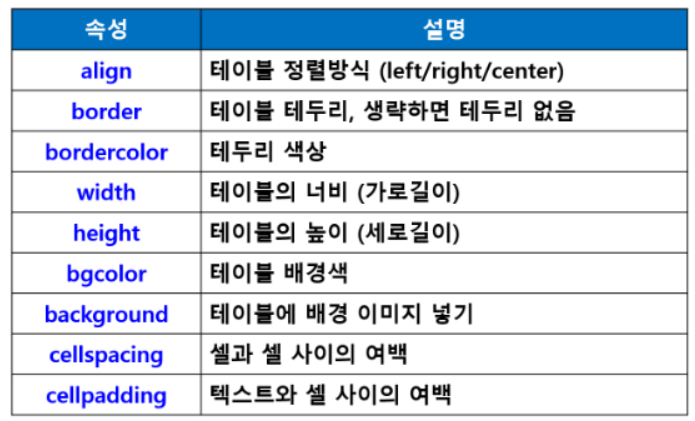 속성 설명
align 테이블 정렬방식 (left/right/center)
border 테이블 테두리, 생략하면 테두리 없음
bordercolor 테두리 색상
width 테이블의 너비 (가로길이)
height 테이블의 높이 (세로길이)
bgcolor 테이블 배경색
background 테이블에 배경 이미지 넣기
cellspacing 셀과 셀 사이의 여백
cellpadding 텍스트와 셀 사이의 여백